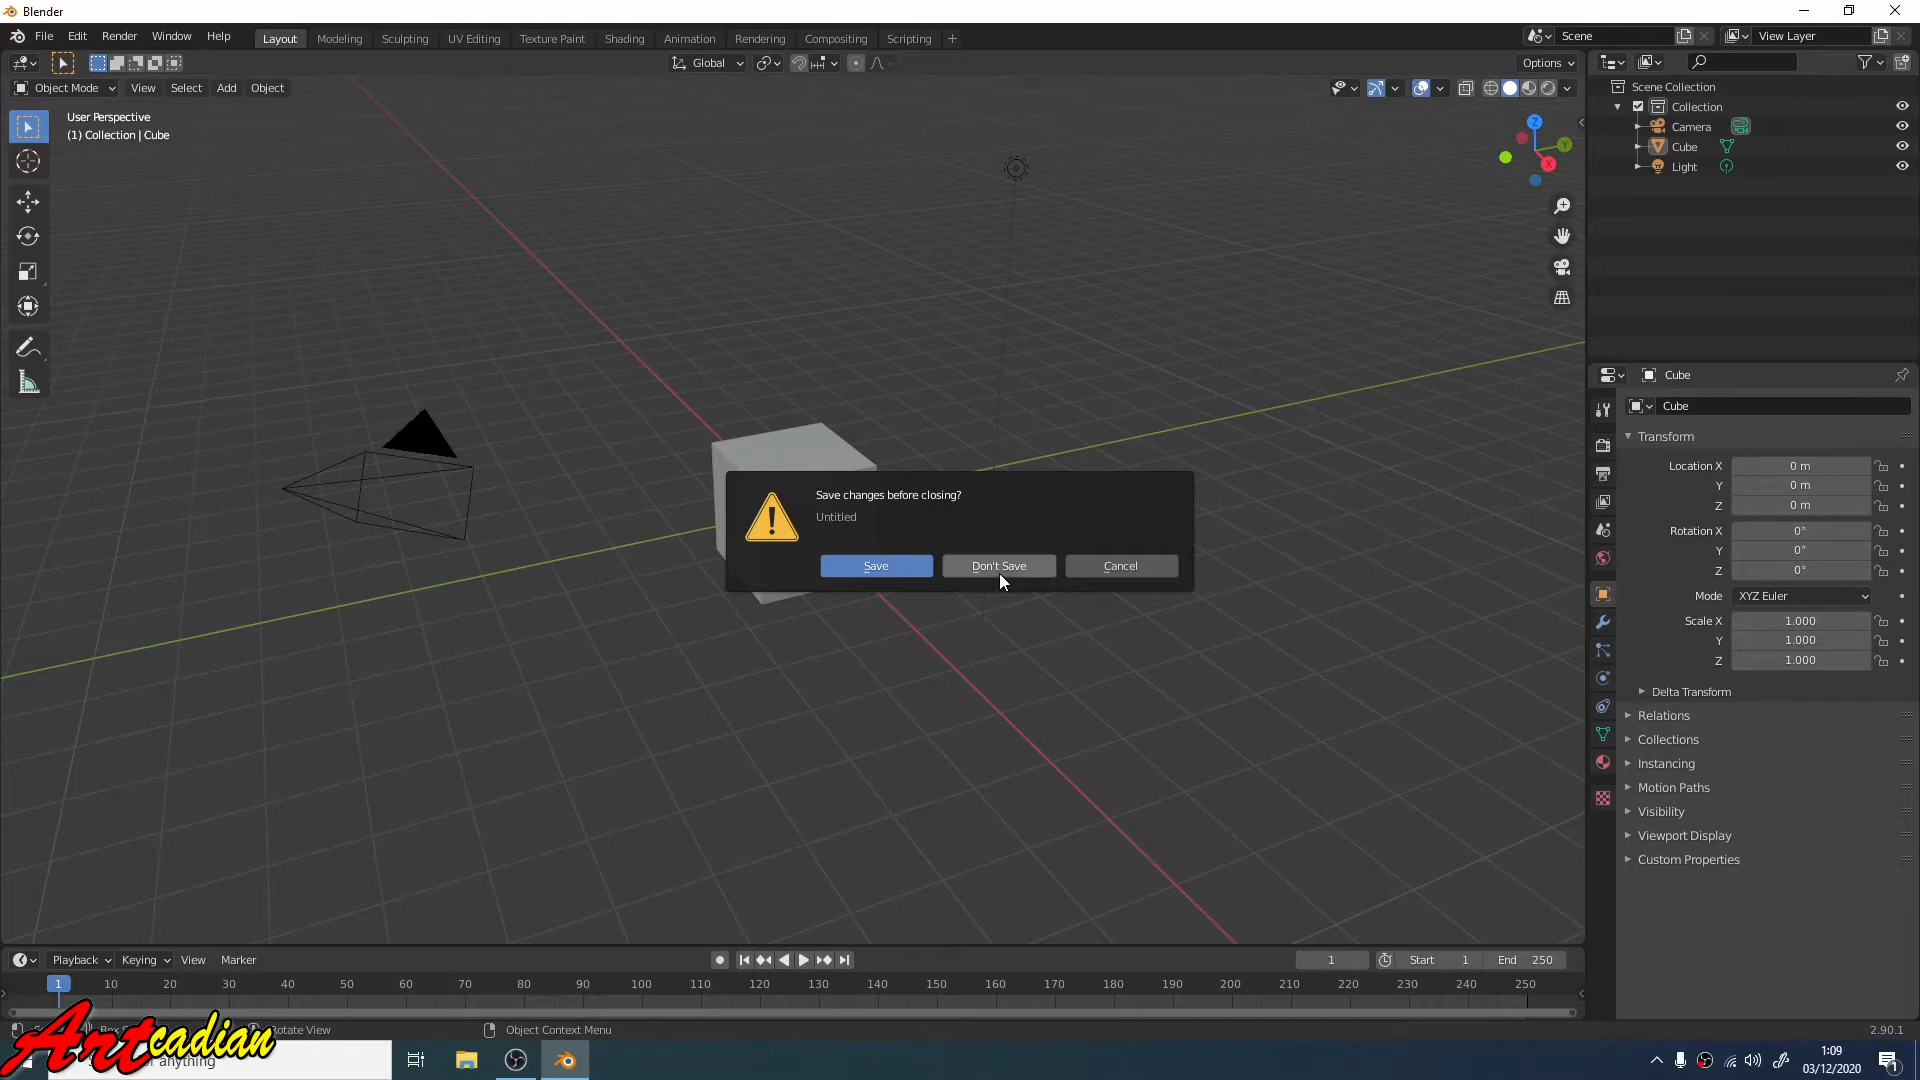 Blender
File Edit Render Window Help
Layout Modeling Sculpting UV Editing Texture Paint Shading Animation Rendering Compositing Scripting +
Scene
View Layer
Global
Options
Object Mode View Select Add Object
User Perspective
(1) Collection | Cube
Z
Y
X
Scene Collection
Collection
Camera
Cube
Light
Cube
Cube
Transform
Location X 0 m
Y 0 m
Z 0 m
Rotation X 0°
Y 0°
Z 0°
Mode XYZ Euler
Scale X 1.000
Y 1.000
Z 1.000
Delta Transform
Relations
Collections
Instancing
Motion Paths
Visibility
Viewport Display
Custom Properties
Save changes before closing?
Untitled
Save Don't Save Cancel
Playback Keying View Marker
1 Start 1 End 250
1 10 20 30 40 50 60 70 80 90 100 110 120 130 140 150 160 170 180 190 200 210 220 230 240 250
Rotate View
Object Context Menu
2.90.1
Artcadian
anything
1:09
03/12/2020
1